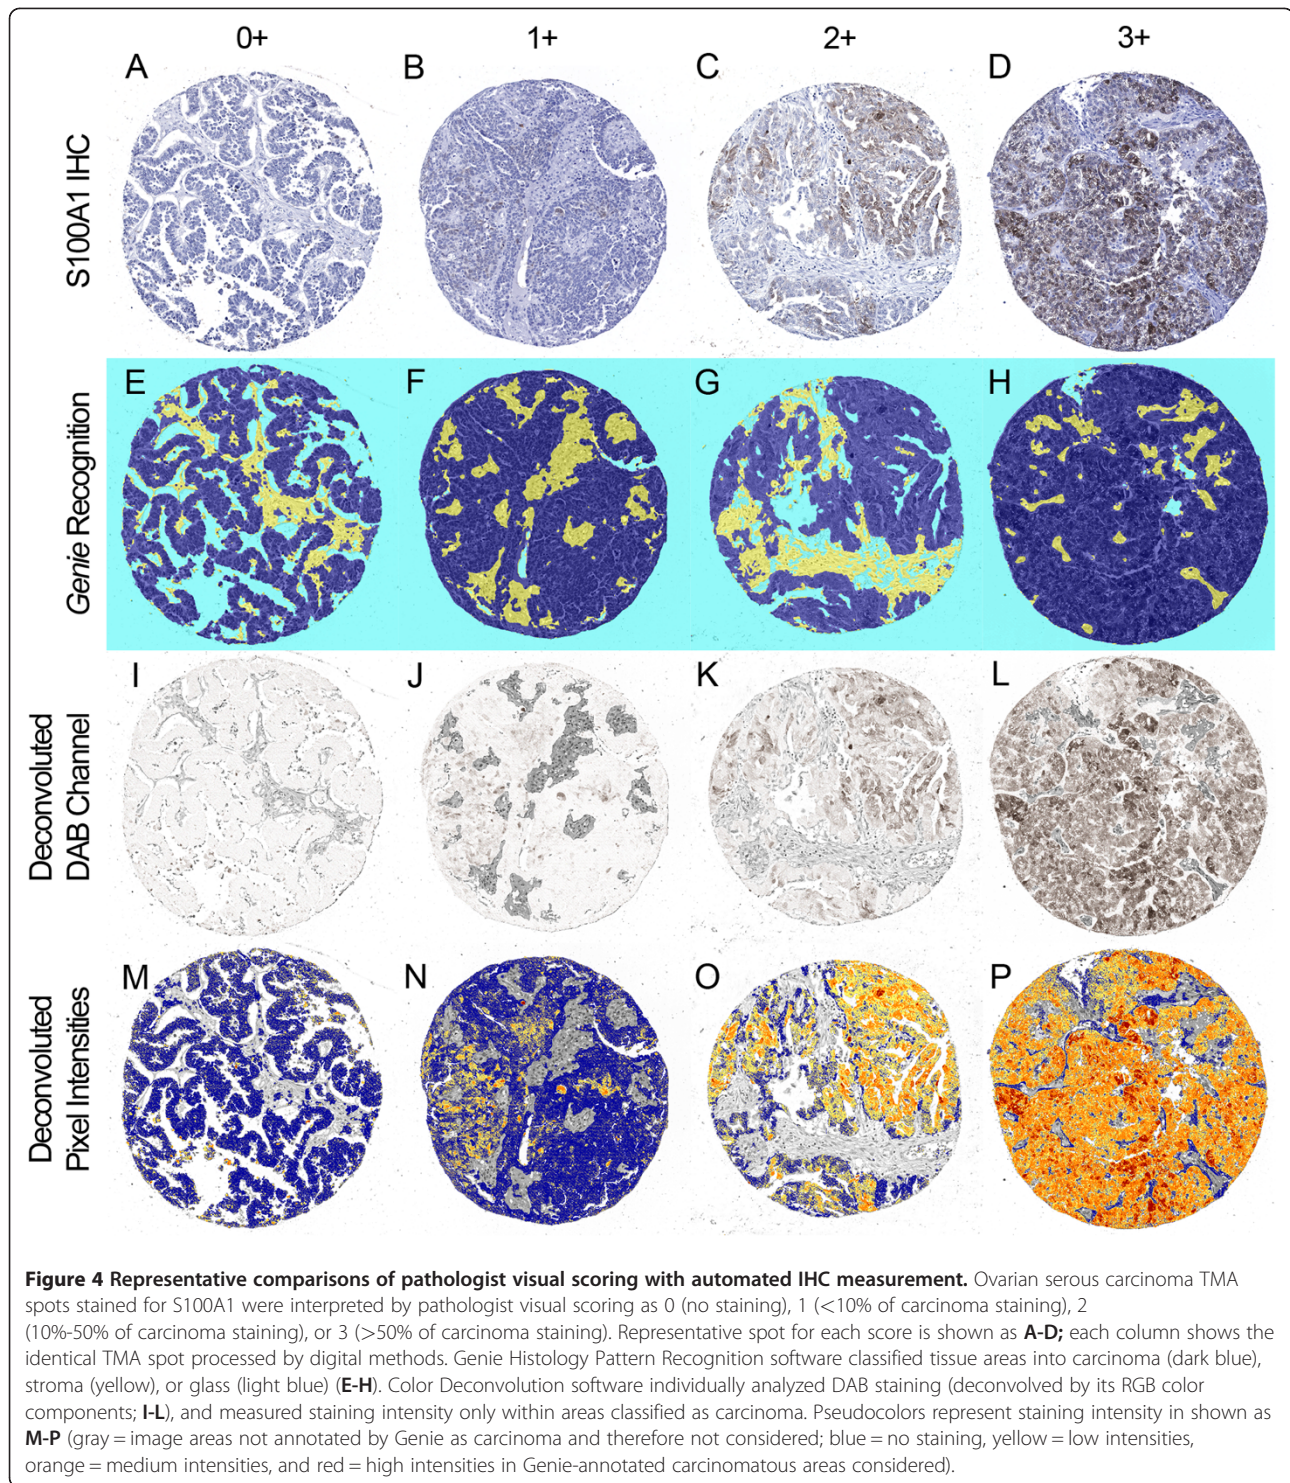 0+ 1+ 2+ 3+
A B C D
S100A1 IHC
E F G H
Genie Recognition
I J K L
Deconvoluted
DAB Channel
M N O P
Deconvoluted
Pixel Intensities
Figure 4 Representative comparisons of pathologist visual scoring with automated IHC measurement. Ovarian serous carcinoma TMA
spots stained for S100A1 were interpreted by pathologist visual scoring as 0 (no staining), 1 (<10% of carcinoma staining), 2
(10%-50% of carcinoma staining), or 3 (>50% of carcinoma staining). Representative spot for each score is shown as A-D; each column shows the
identical TMA spot processed by digital methods. Genie Histology Pattern Recognition software classified tissue areas into carcinoma (dark blue),
stroma (yellow), or glass (light blue) (E-H). Color Deconvolution software individually analyzed DAB staining (deconvolved by its RGB color
components; I-L), and measured staining intensity only within areas classified as carcinoma. Pseudocolors represent staining intensity in shown as
M-P (gray = image areas not annotated by Genie as carcinoma and therefore not considered; blue = no staining, yellow = low intensities,
orange = medium intensities, and red = high intensities in Genie-annotated carcinomatous areas considered).